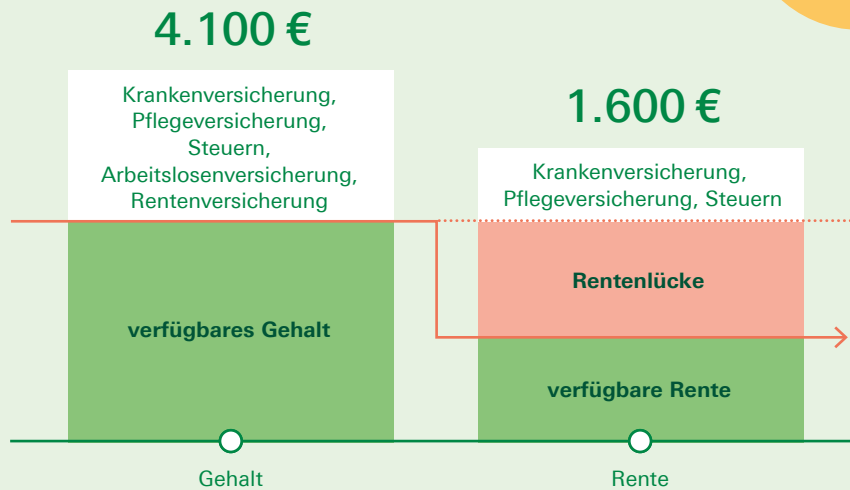 4.100 €
Krankenversicherung,
Pflegeversicherung,
Steuern,
Arbeitslosenversicherung,
Rentenversicherung
verfügbares Gehalt
Gehalt
1.600 €
Krankenversicherung,
Pflegeversicherung, Steuern
Rentenlücke
verfügbare Rente
Rente